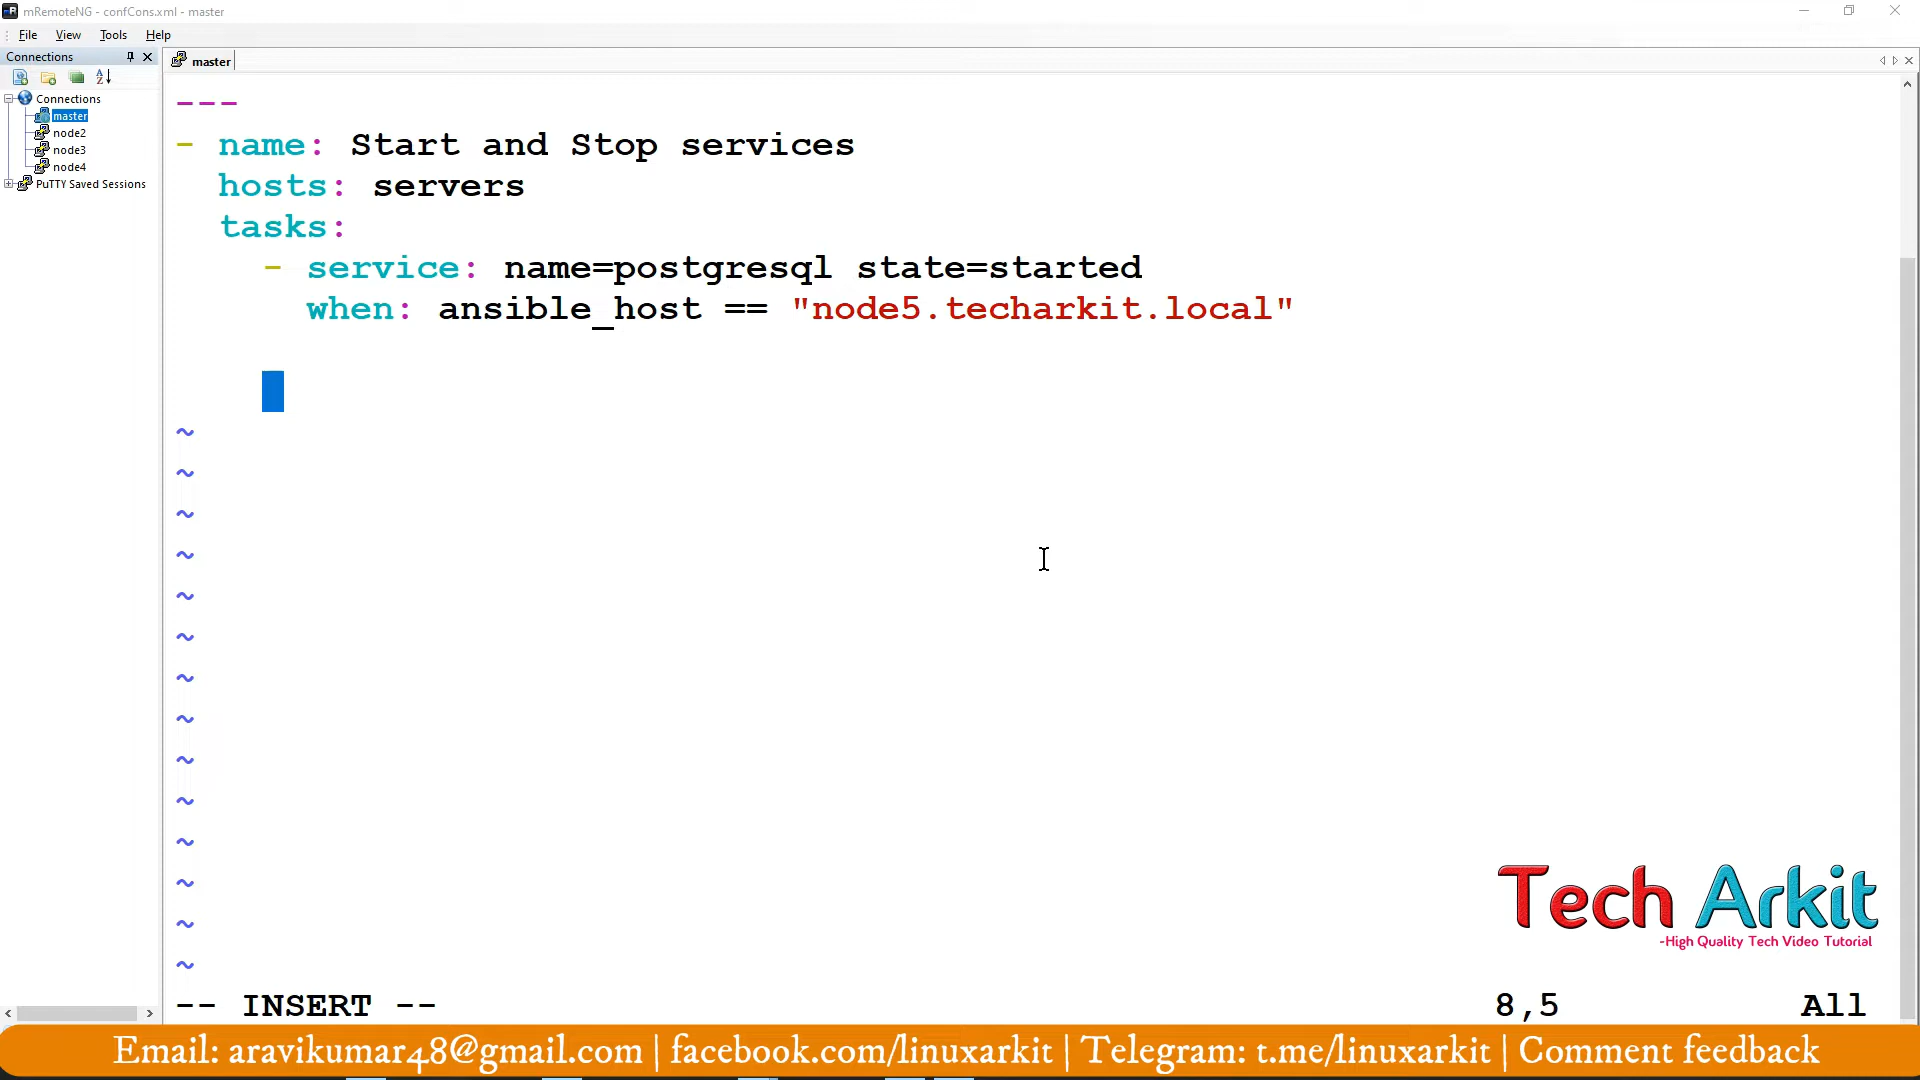 mRemoteNG - confCons.xml - master
File View Tools Help
Connections
master
Connections
master
node2
node3
node4
PuTTY Saved Sessions
---
- name: Start and Stop services
hosts: servers
tasks:
- service: name=postgresql state=started
when: ansible_host == "node5.techarkit.local"
~
~
~
~
~
~
~
~
~
~
~
~
~
~
Tech Arkit
-High Quality Tech Video Tutorial
-- INSERT -- 8,5 All
Email: aravikumar48@gmail.com | facebook.com/linuxarkit | Telegram: t.me/linuxarkit | Comment feedback